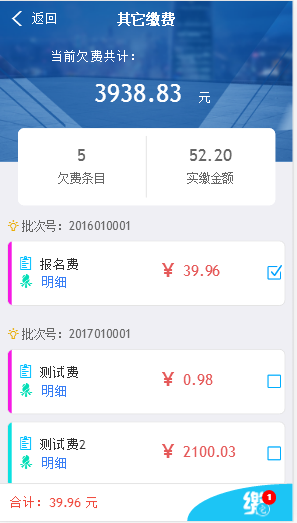 返回 其它缴费
当前欠费共计：
3938.83 元
5 52.20
欠费条目 实缴金额
批次号：2016010001
报名费
明细
¥ 39.96
批次号：2017010001
测试费
明细
¥ 0.98
测试费2
明细
¥ 2100.03
合计：39.96 元
缴
1